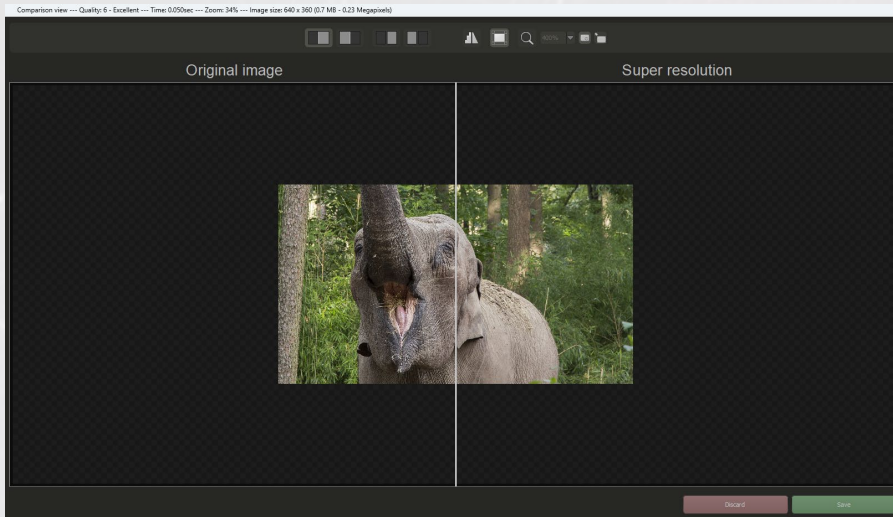 Comparison view --- Quality: 6 - Excellent --- Time: 0.050sec --- Zoom: 34% --- Image size: 640 x 360 (0.7 MB - 0.23 Megapixels)
Original image
Super resolution
Discard
Save